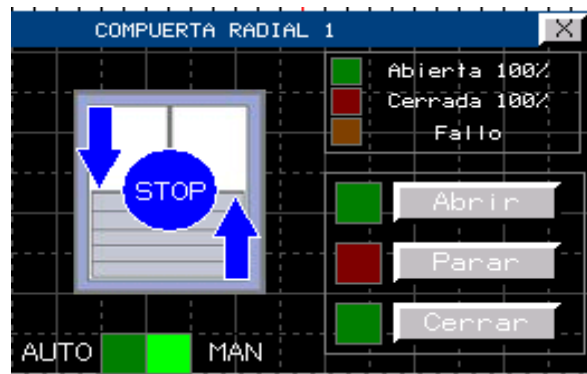 COMPUERTA RADIAL 1
X
Abierta 100%
Cerrada 100%
Fallo
STOP
Abrir
Parar
Cerrar
AUTO MAN